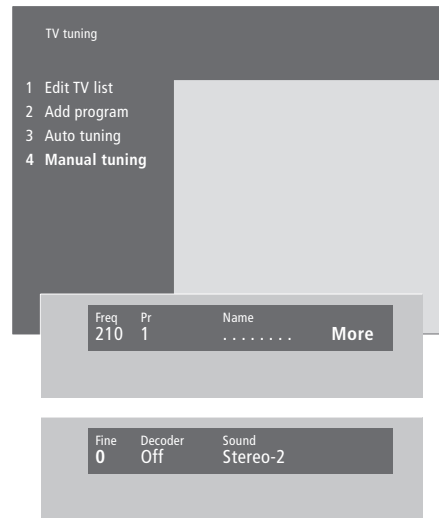 TV tuning
1 Edit TV list
2 Add program
3 Auto tuning
4 Manual tuning
Freq Pr Name
210 1 ........ More
Fine Decoder Sound
0 Off Stereo-2